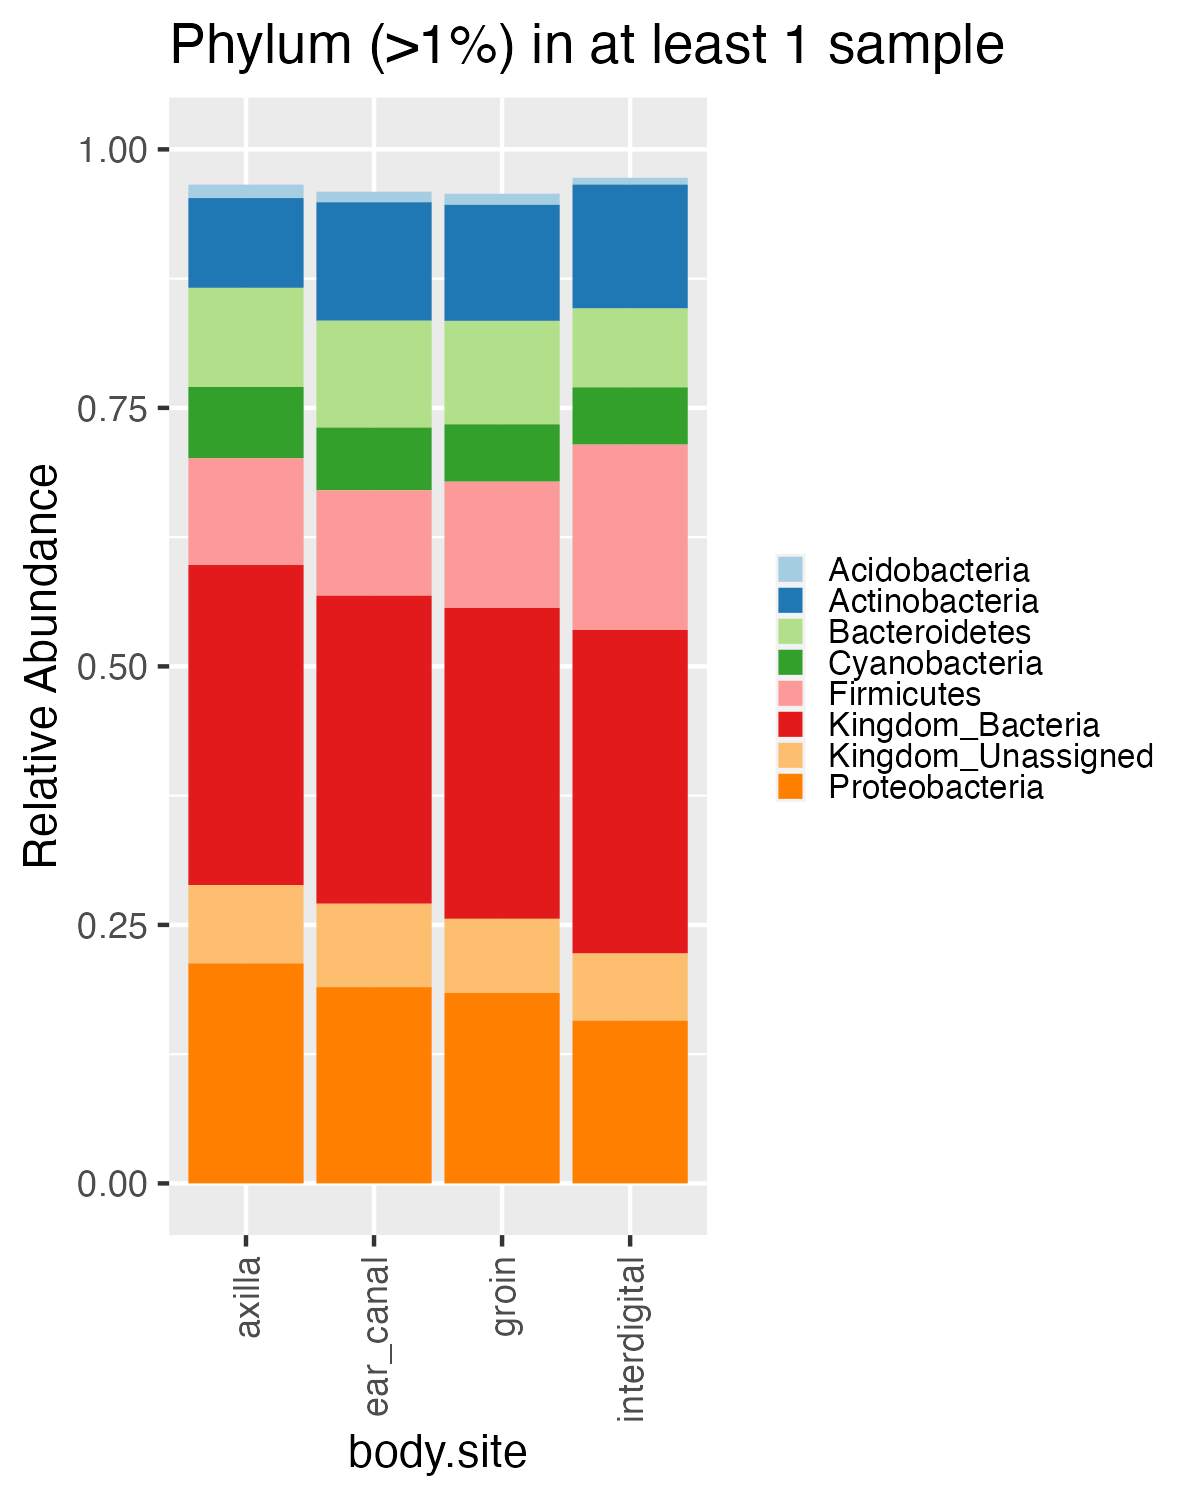 Phylum (>1%) in at least 1 sample
Relative Abundance
1.00
0.75
0.50
0.25
0.00
axilla
ear_canal
groin
interdigital
body.site
Acidobacteria
Actinobacteria
Bacteroidetes
Cyanobacteria
Firmicutes
Kingdom_Bacteria
Kingdom_Unassigned
Proteobacteria